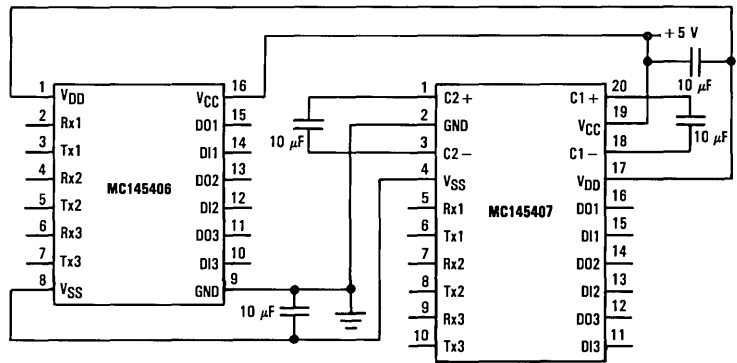 +5 V
10 μF
1 VDD
2 Rx1
3 Tx1
4 Rx2
5 Tx2
6 Rx3
7 Tx3
8 VSS
MC145406
VCC 16
DO1 15
DI1 14
DO2 13
DI2 12
DO3 11
DI3 10
GND 9
10 μF
10 μF
1 C2+
2 GND
3 C2−
4 VSS
5 Rx1
6 Tx1
7 Rx2
8 Tx2
9 Rx3
10 Tx3
MC145407
C1+ 20
VCC 19
C1− 18
VDD 17
DO1 16
DI1 15
DO2 14
DI2 13
DO3 12
DI3 11
10 μF